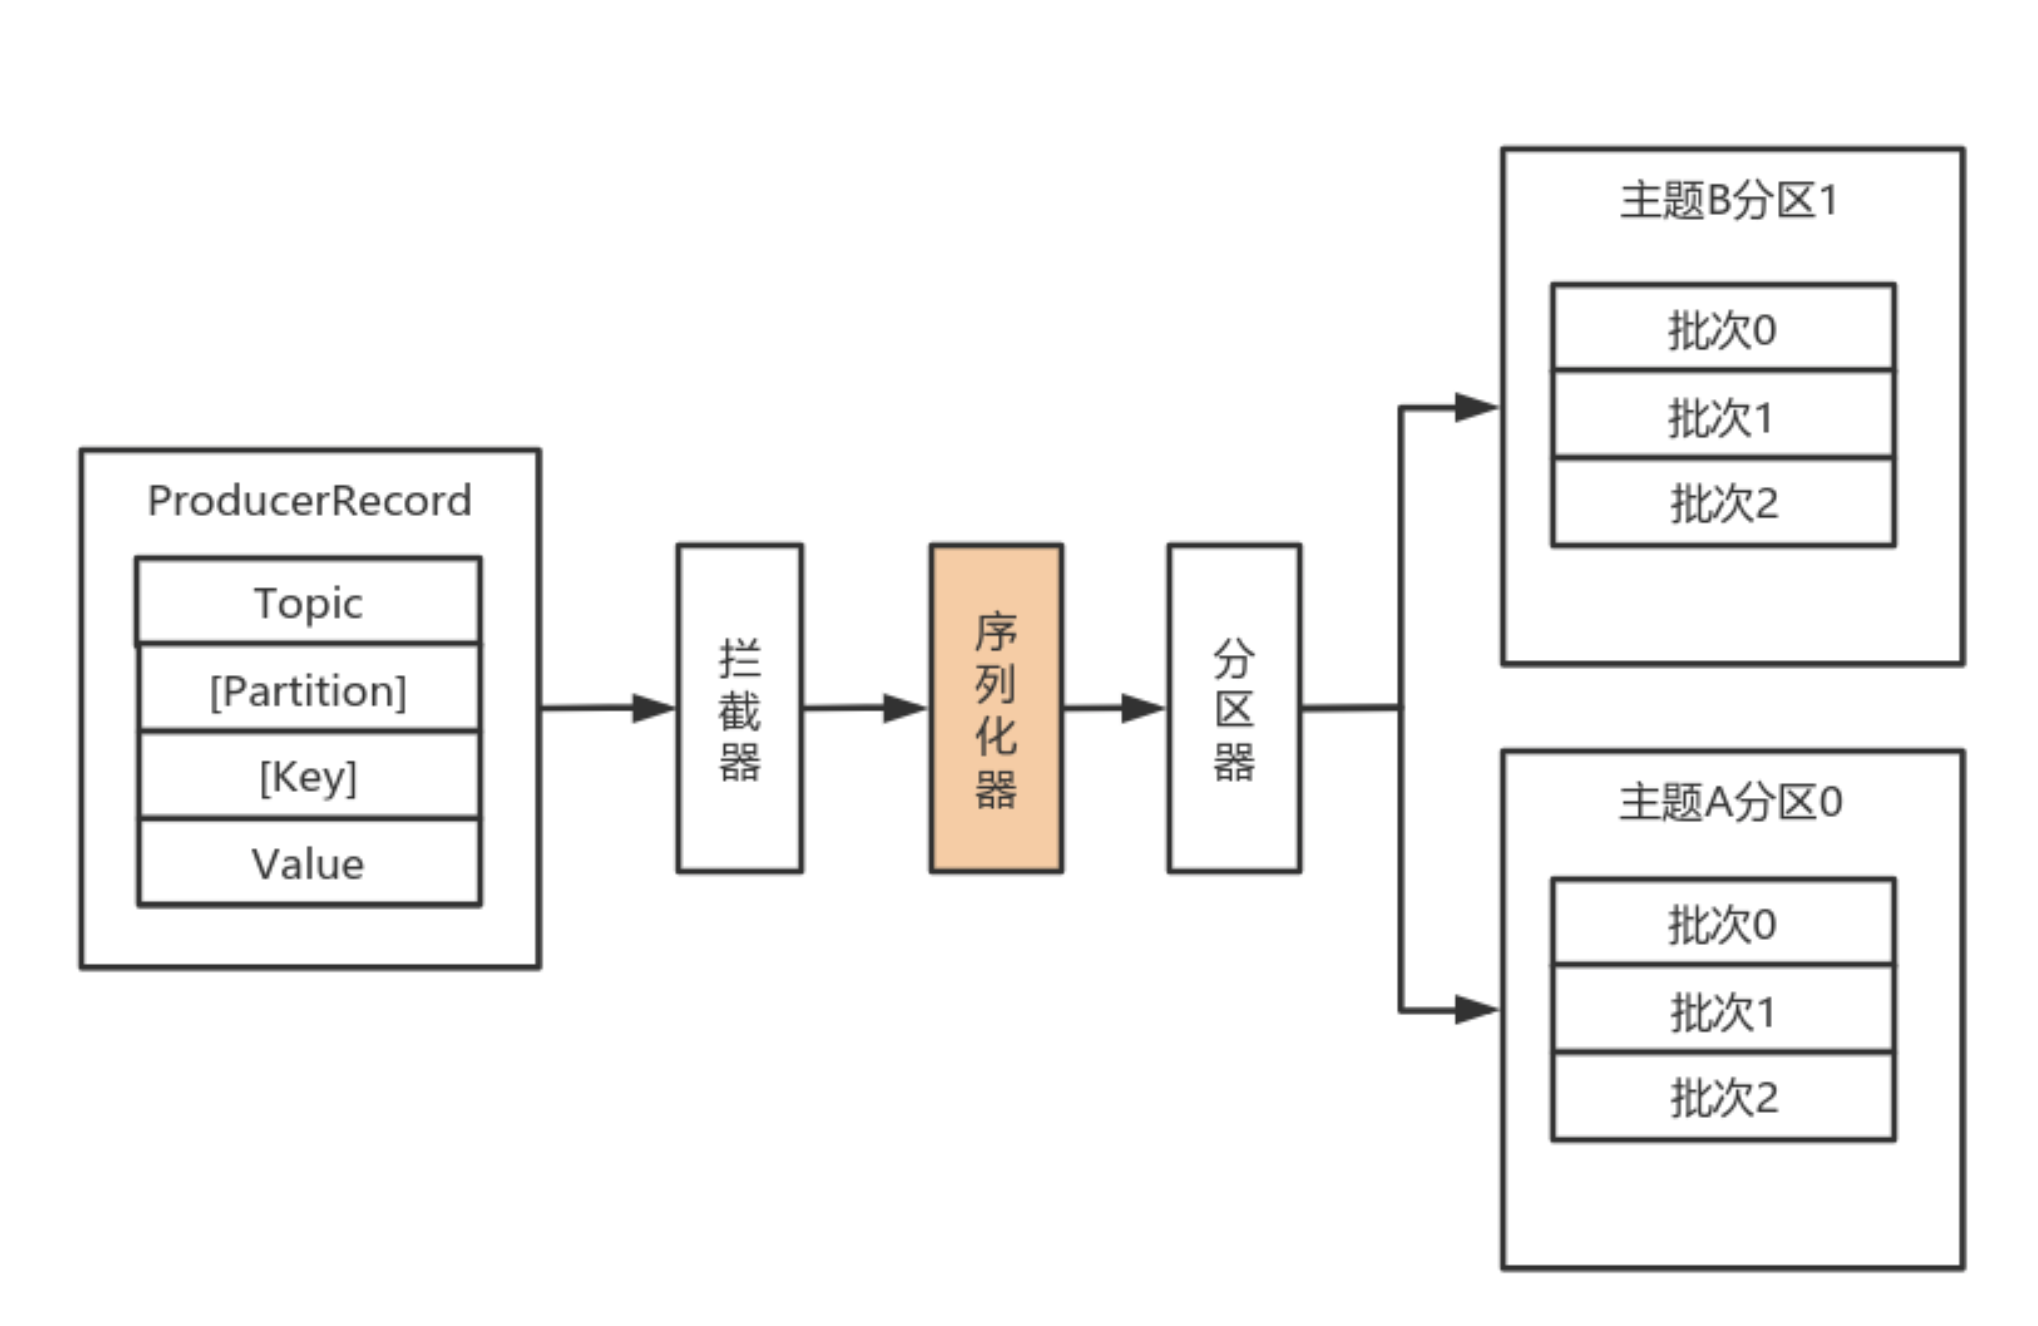 ProducerRecord
Topic
[Partition]
[Key]
Value
拦截器
序列化器
分区器
主题B分区1
批次0
批次1
批次2
主题A分区0
批次0
批次1
批次2